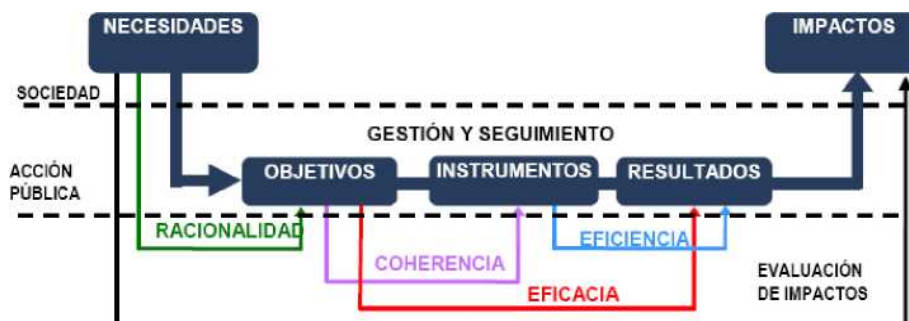 NECESIDADES
IMPACTOS
SOCIEDAD
GESTIÓN Y SEGUIMIENTO
ACCIÓN
PÚBLICA
OBJETIVOS
INSTRUMENTOS
RESULTADOS
RACIONALIDAD
EFICIENCIA
COHERENCIA
EVALUACIÓN
DE IMPACTOS
EFICACIA